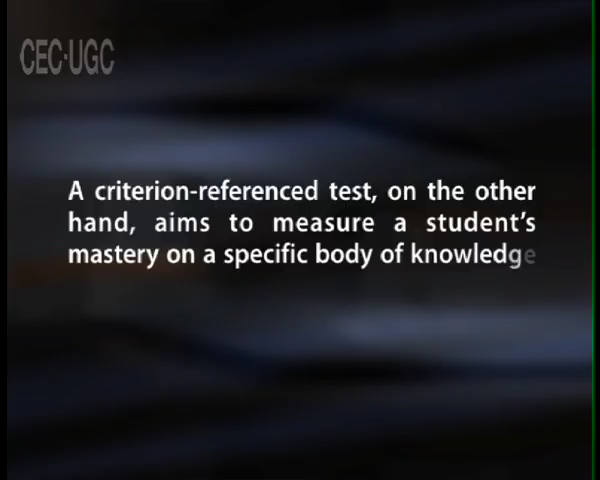 CEC-UGC
A criterion-referenced test, on the other
hand, aims to measure a student's
mastery on a specific body of knowledge